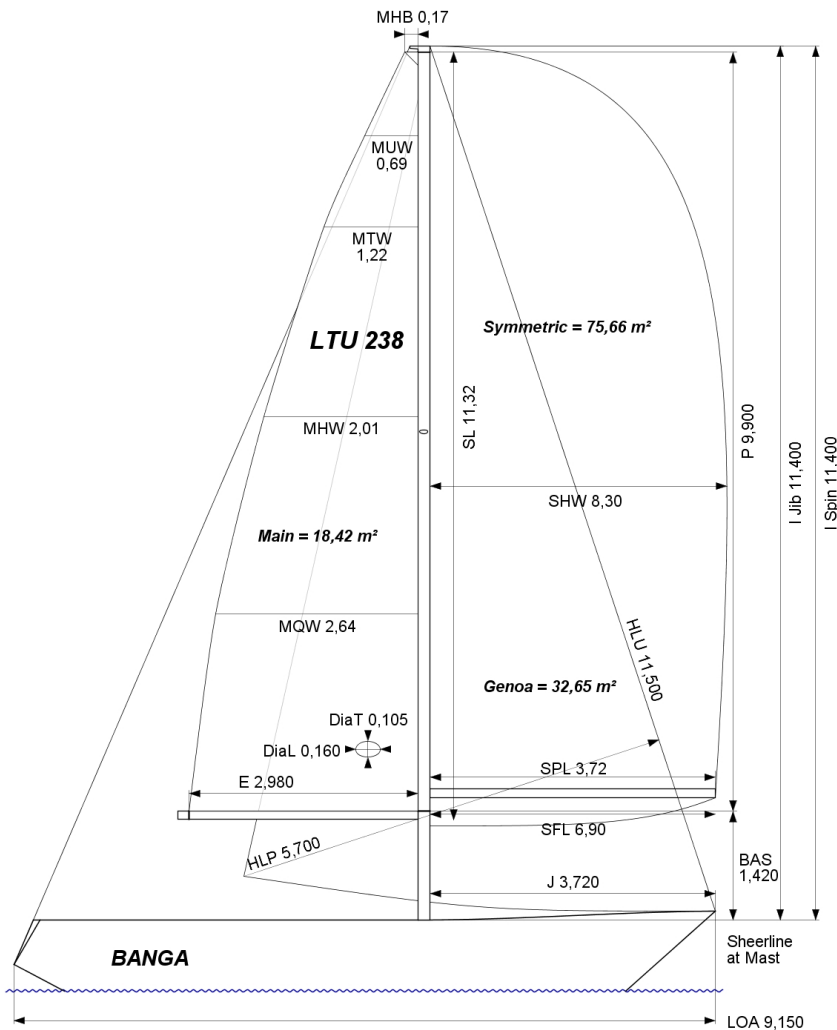 MHB 0,17
MUW
0,69
MTW
1,22
LTU 238
Symmetric = 75,66 m²
SL 11,32
P 9,900
I Jib 11,400
I Spin 11,400
MHW 2,01
SHW 8,30
Main = 18,42 m²
MQW 2,64
HLU 11,500
Genoa = 32,65 m²
DiaT 0,105
DiaL 0,160
E 2,980
SPL 3,72
SFL 6,90
HLP 5,700
BAS
1,420
J 3,720
Sheerline
at Mast
BANGA
LOA 9,150